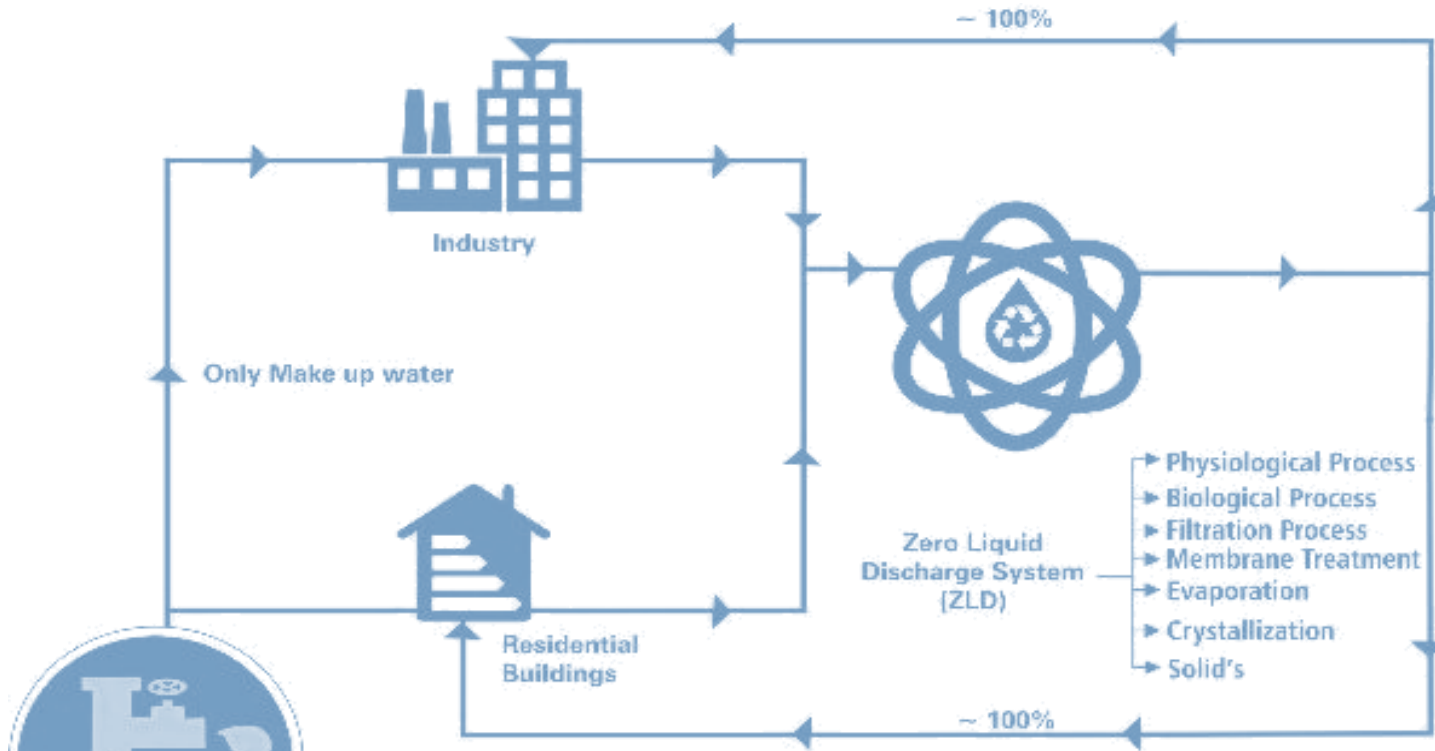 ~ 100%
Industry
Only Make up water
Physiological Process
Biological Process
Filtration Process
Membrane Treatment
Evaporation
Crystallization
Solid's
Zero Liquid
Discharge System
(ZLD)
Residential
Buildings
~ 100%